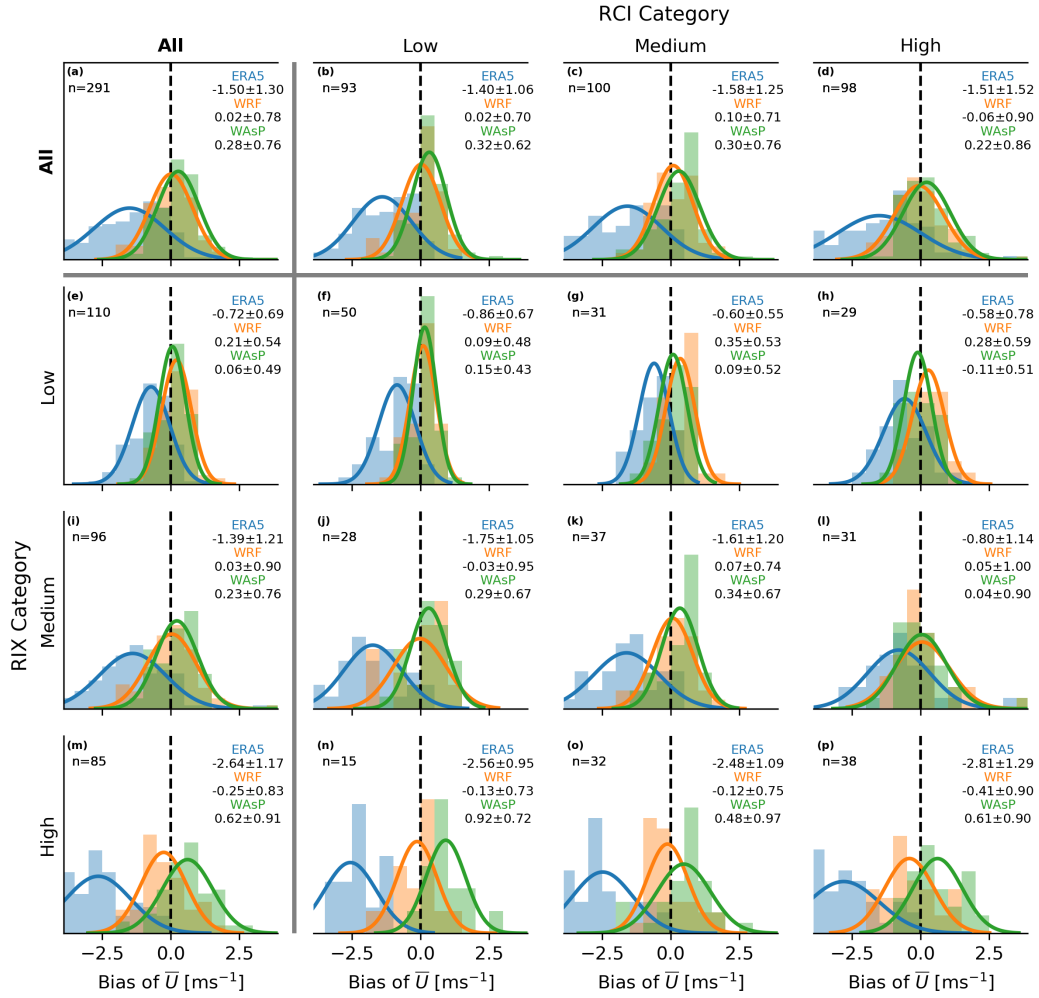 RCI Category
All
Low
Medium
High
All
(a)
n=291
ERA5
-1.50±1.30
WRF
0.02±0.78
WAsP
0.28±0.76
(b)
n=93
ERA5
-1.40±1.06
WRF
0.02±0.70
WAsP
0.32±0.62
(c)
n=100
ERA5
-1.58±1.25
WRF
0.10±0.71
WAsP
0.30±0.76
(d)
n=98
ERA5
-1.51±1.52
WRF
-0.06±0.90
WAsP
0.22±0.86
RIX Category
Low
(e)
n=110
ERA5
-0.72±0.69
WRF
0.21±0.54
WAsP
0.06±0.49
(f)
n=50
ERA5
-0.86±0.67
WRF
0.09±0.48
WAsP
0.15±0.43
(g)
n=31
ERA5
-0.60±0.55
WRF
0.35±0.53
WAsP
0.09±0.52
(h)
n=29
ERA5
-0.58±0.78
WRF
0.28±0.59
WAsP
-0.11±0.51
Medium
(i)
n=96
ERA5
-1.39±1.21
WRF
0.03±0.90
WAsP
0.23±0.76
(j)
n=28
ERA5
-1.75±1.05
WRF
-0.03±0.95
WAsP
0.29±0.67
(k)
n=37
ERA5
-1.61±1.20
WRF
0.07±0.74
WAsP
0.34±0.67
(l)
n=31
ERA5
-0.80±1.14
WRF
0.05±1.00
WAsP
0.04±0.90
High
(m)
n=85
ERA5
-2.64±1.17
WRF
-0.25±0.83
WAsP
0.62±0.91
(n)
n=15
ERA5
-2.56±0.95
WRF
-0.13±0.73
WAsP
0.92±0.72
(o)
n=32
ERA5
-2.48±1.09
WRF
-0.12±0.75
WAsP
0.48±0.97
(p)
n=38
ERA5
-2.81±1.29
WRF
-0.41±0.90
WAsP
0.61±0.90
−2.5 0.0 2.5
−2.5 0.0 2.5
−2.5 0.0 2.5
−2.5 0.0 2.5
Bias of U̅ [ms⁻¹]
Bias of U̅ [ms⁻¹]
Bias of U̅ [ms⁻¹]
Bias of U̅ [ms⁻¹]